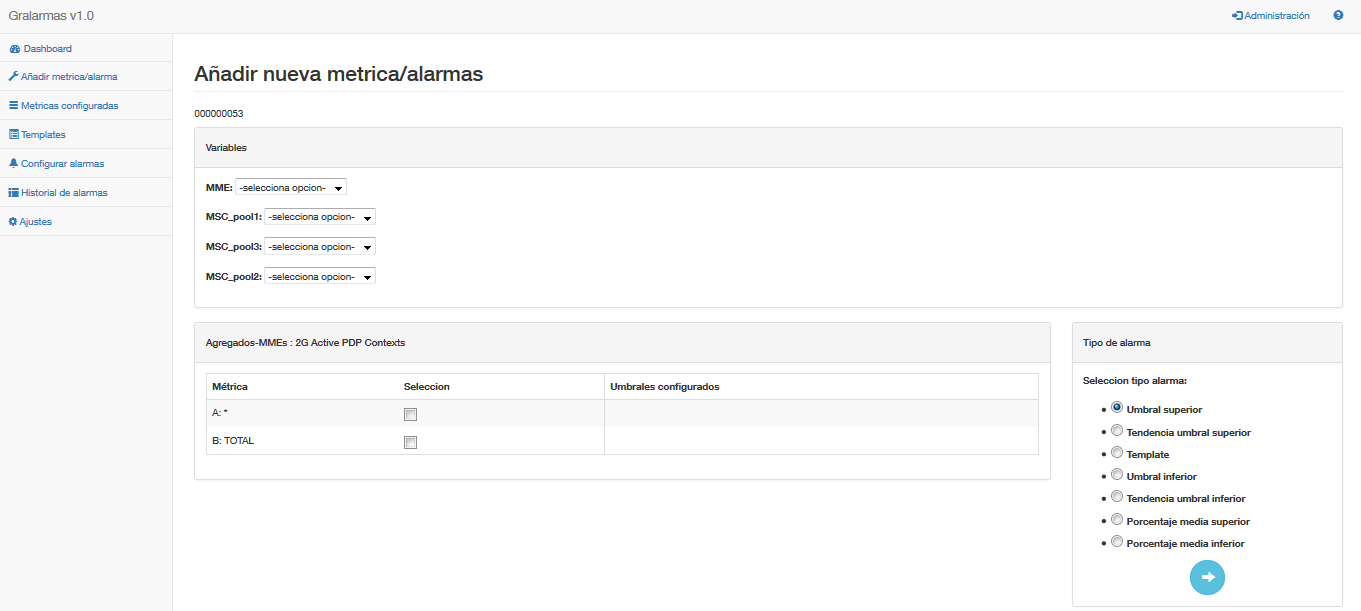 Gralarmas v1.0
Administración
Dashboard
Añadir metrica/alarma
Metricas configuradas
Templates
Configurar alarmas
Historial de alarmas
Ajustes
Añadir nueva metrica/alarmas
000000053
Variables
MME: -selecciona opcion-
MSC_pool1: -selecciona opcion-
MSC_pool3: -selecciona opcion-
MSC_pool2: -selecciona opcion-
Agregados-MMEs : 2G Active PDP Contexts
Métrica Seleccion Umbrales configurados
A: *
B: TOTAL
Tipo de alarma
Seleccion tipo alarma:
Umbral superior
Tendencia umbral superior
Template
Umbral inferior
Tendencia umbral inferior
Porcentaje media superior
Porcentaje media inferior